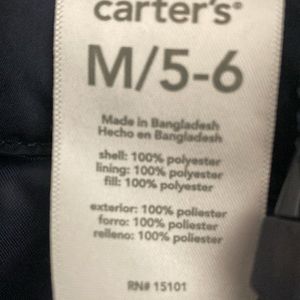 carter's®
M/5-6
Made in Bangladesh
Hecho en Bangladesh
shell: 100% polyester
lining: 100% polyester
fill: 100% polyester
exterior: 100% poliester
forro: 100% poliester
relleno: 100% poliester
RN# 15101